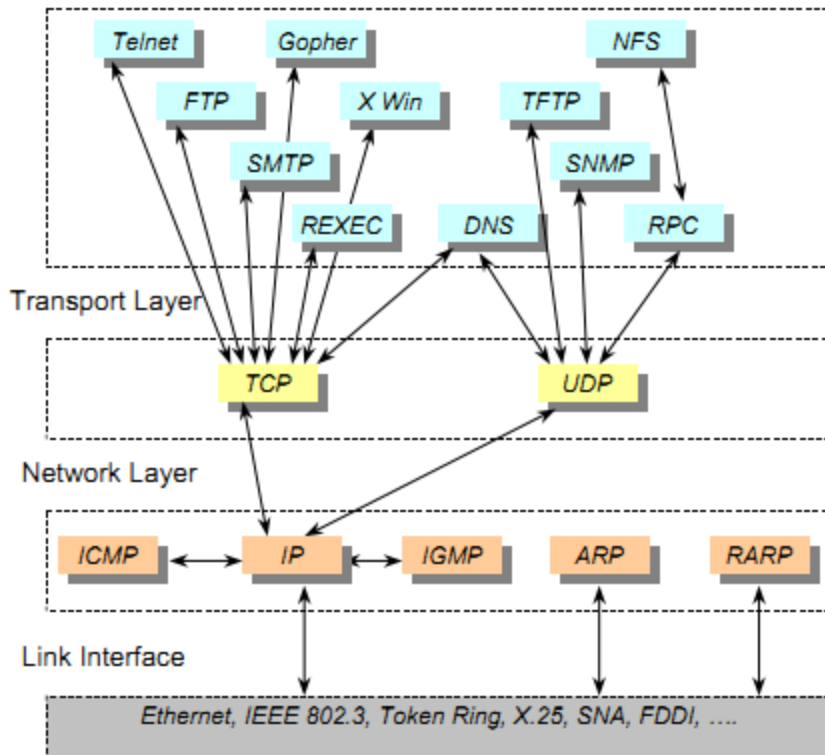 Telnet
Gopher
NFS
FTP
X Win
TFTP
SMTP
SNMP
REXEC
DNS
RPC
Transport Layer
TCP
UDP
Network Layer
ICMP
IP
IGMP
ARP
RARP
Link Interface
Ethernet, IEEE 802.3, Token Ring, X.25, SNA, FDDI, ....